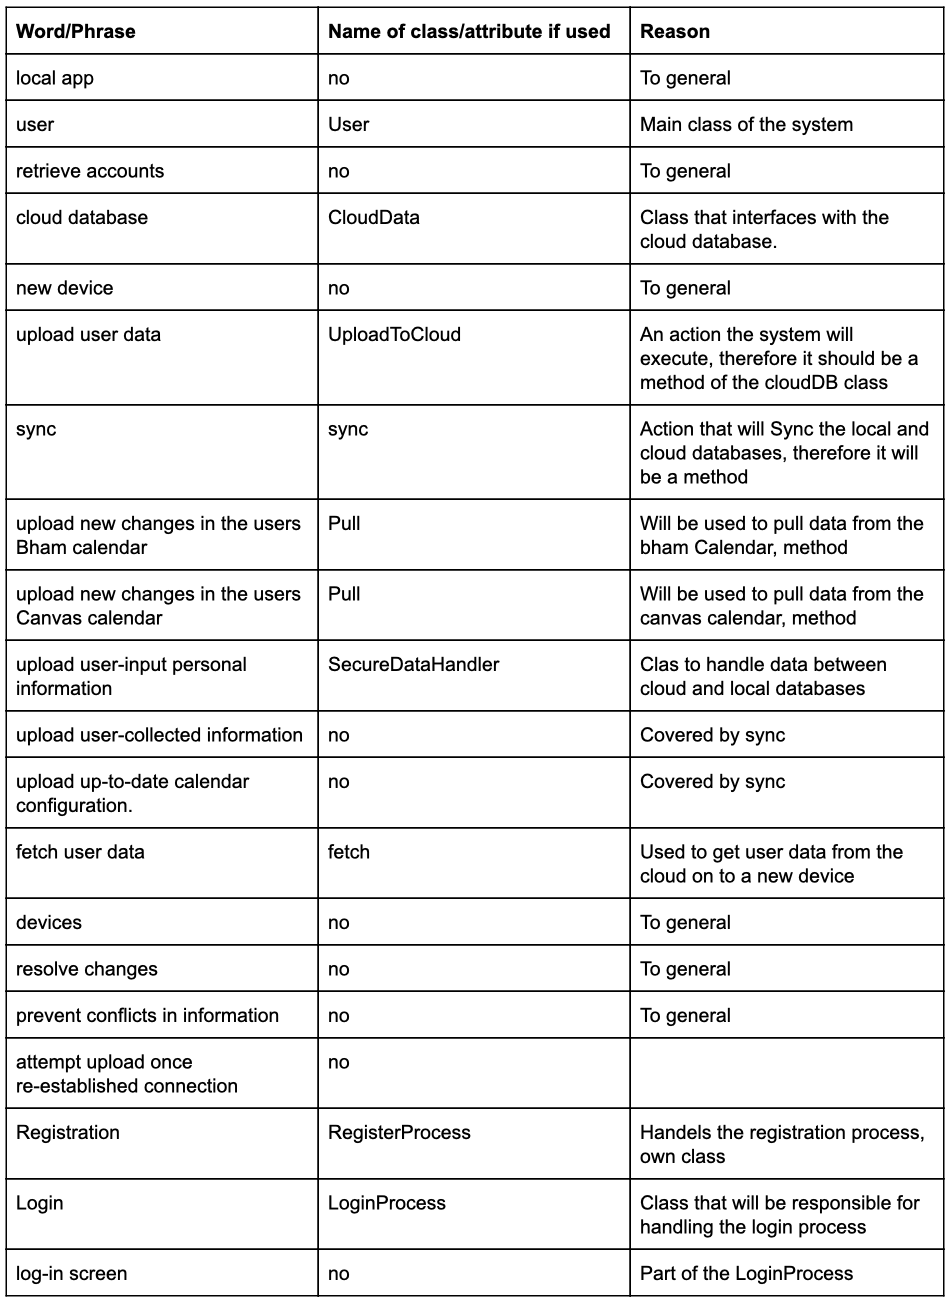 Word/Phrase
Name of class/attribute if used
Reason
local app
no
To general
user
User
Main class of the system
retrieve accounts
no
To general
cloud database
CloudData
Class that interfaces with the
cloud database.
new device
no
To general
upload user data
UploadToCloud
An action the system will
execute, therefore it should be a
method of the cloudDB class
sync
sync
Action that will Sync the local and
cloud databases, therefore it will
be a method
upload new changes in the users
Bham calendar
Pull
Will be used to pull data from the
bham Calendar, method
upload new changes in the users
Canvas calendar
Pull
Will be used to pull data from the
canvas calendar, method
upload user-input personal
information
SecureDataHandler
Clas to handle data between
cloud and local databases
upload user-collected information
no
Covered by sync
upload up-to-date calendar
configuration.
no
Covered by sync
fetch user data
fetch
Used to get user data from the
cloud on to a new device
devices
no
To general
resolve changes
no
To general
prevent conflicts in information
no
To general
attempt upload once
re-established connection
no
Registration
RegisterProcess
Handels the registration process,
own class
Login
LoginProcess
Class that will be responsible for
handling the login process
log-in screen
no
Part of the LoginProcess